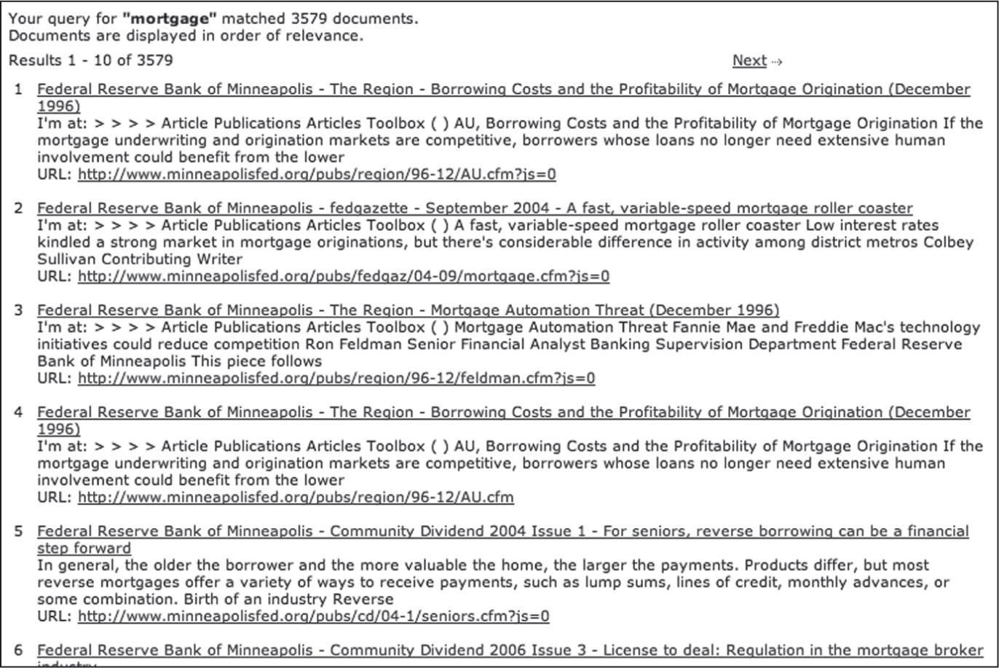 Your query for "mortgage" matched 3579 documents.
Documents are displayed in order of relevance.
Results 1 - 10 of 3579
Next ⇢
1 Federal Reserve Bank of Minneapolis - The Region - Borrowing Costs and the Profitability of Mortgage Origination (December
1996)
I'm at: > > > > Article Publications Articles Toolbox ( ) AU, Borrowing Costs and the Profitability of Mortgage Origination If the
mortgage underwriting and origination markets are competitive, borrowers whose loans no longer need extensive human
involvement could benefit from the lower
URL: http://www.minneapolisfed.org/pubs/region/96-12/AU.cfm?js=0
2 Federal Reserve Bank of Minneapolis - fedgazette - September 2004 - A fast, variable-speed mortgage roller coaster
I'm at: > > > > Article Publications Articles Toolbox ( ) A fast, variable-speed mortgage roller coaster Low interest rates
kindled a strong market in mortgage originations, but there's considerable difference in activity among district metros Colbey
Sullivan Contributing Writer
URL: http://www.minneapolisfed.org/pubs/fedgaz/04-09/mortgage.cfm?js=0
3 Federal Reserve Bank of Minneapolis - The Region - Mortgage Automation Threat (December 1996)
I'm at: > > > > Article Publications Articles Toolbox ( ) Mortgage Automation Threat Fannie Mae and Freddie Mac's technology
initiatives could reduce competition Ron Feldman Senior Financial Analyst Banking Supervision Department Federal Reserve
Bank of Minneapolis This piece follows
URL: http://www.minneapolisfed.org/pubs/region/96-12/feldman.cfm?js=0
4 Federal Reserve Bank of Minneapolis - The Region - Borrowing Costs and the Profitability of Mortgage Origination (December
1996)
I'm at: > > > > Article Publications Articles Toolbox ( ) AU, Borrowing Costs and the Profitability of Mortgage Origination If the
mortgage underwriting and origination markets are competitive, borrowers whose loans no longer need extensive human
involvement could benefit from the lower
URL: http://www.minneapolisfed.org/pubs/region/96-12/AU.cfm
5 Federal Reserve Bank of Minneapolis - Community Dividend 2004 Issue 1 - For seniors, reverse borrowing can be a financial
step forward
In general, the older the borrower and the more valuable the home, the larger the payments. Products differ, but most
reverse mortgages offer a variety of ways to receive payments, such as lump sums, lines of credit, monthly advances, or
some combination. Birth of an industry Reverse
URL: http://www.minneapolisfed.org/pubs/cd/04-1/seniors.cfm?js=0
6 Federal Reserve Bank of Minneapolis - Community Dividend 2006 Issue 3 - License to deal: Regulation in the mortgage broker
industry